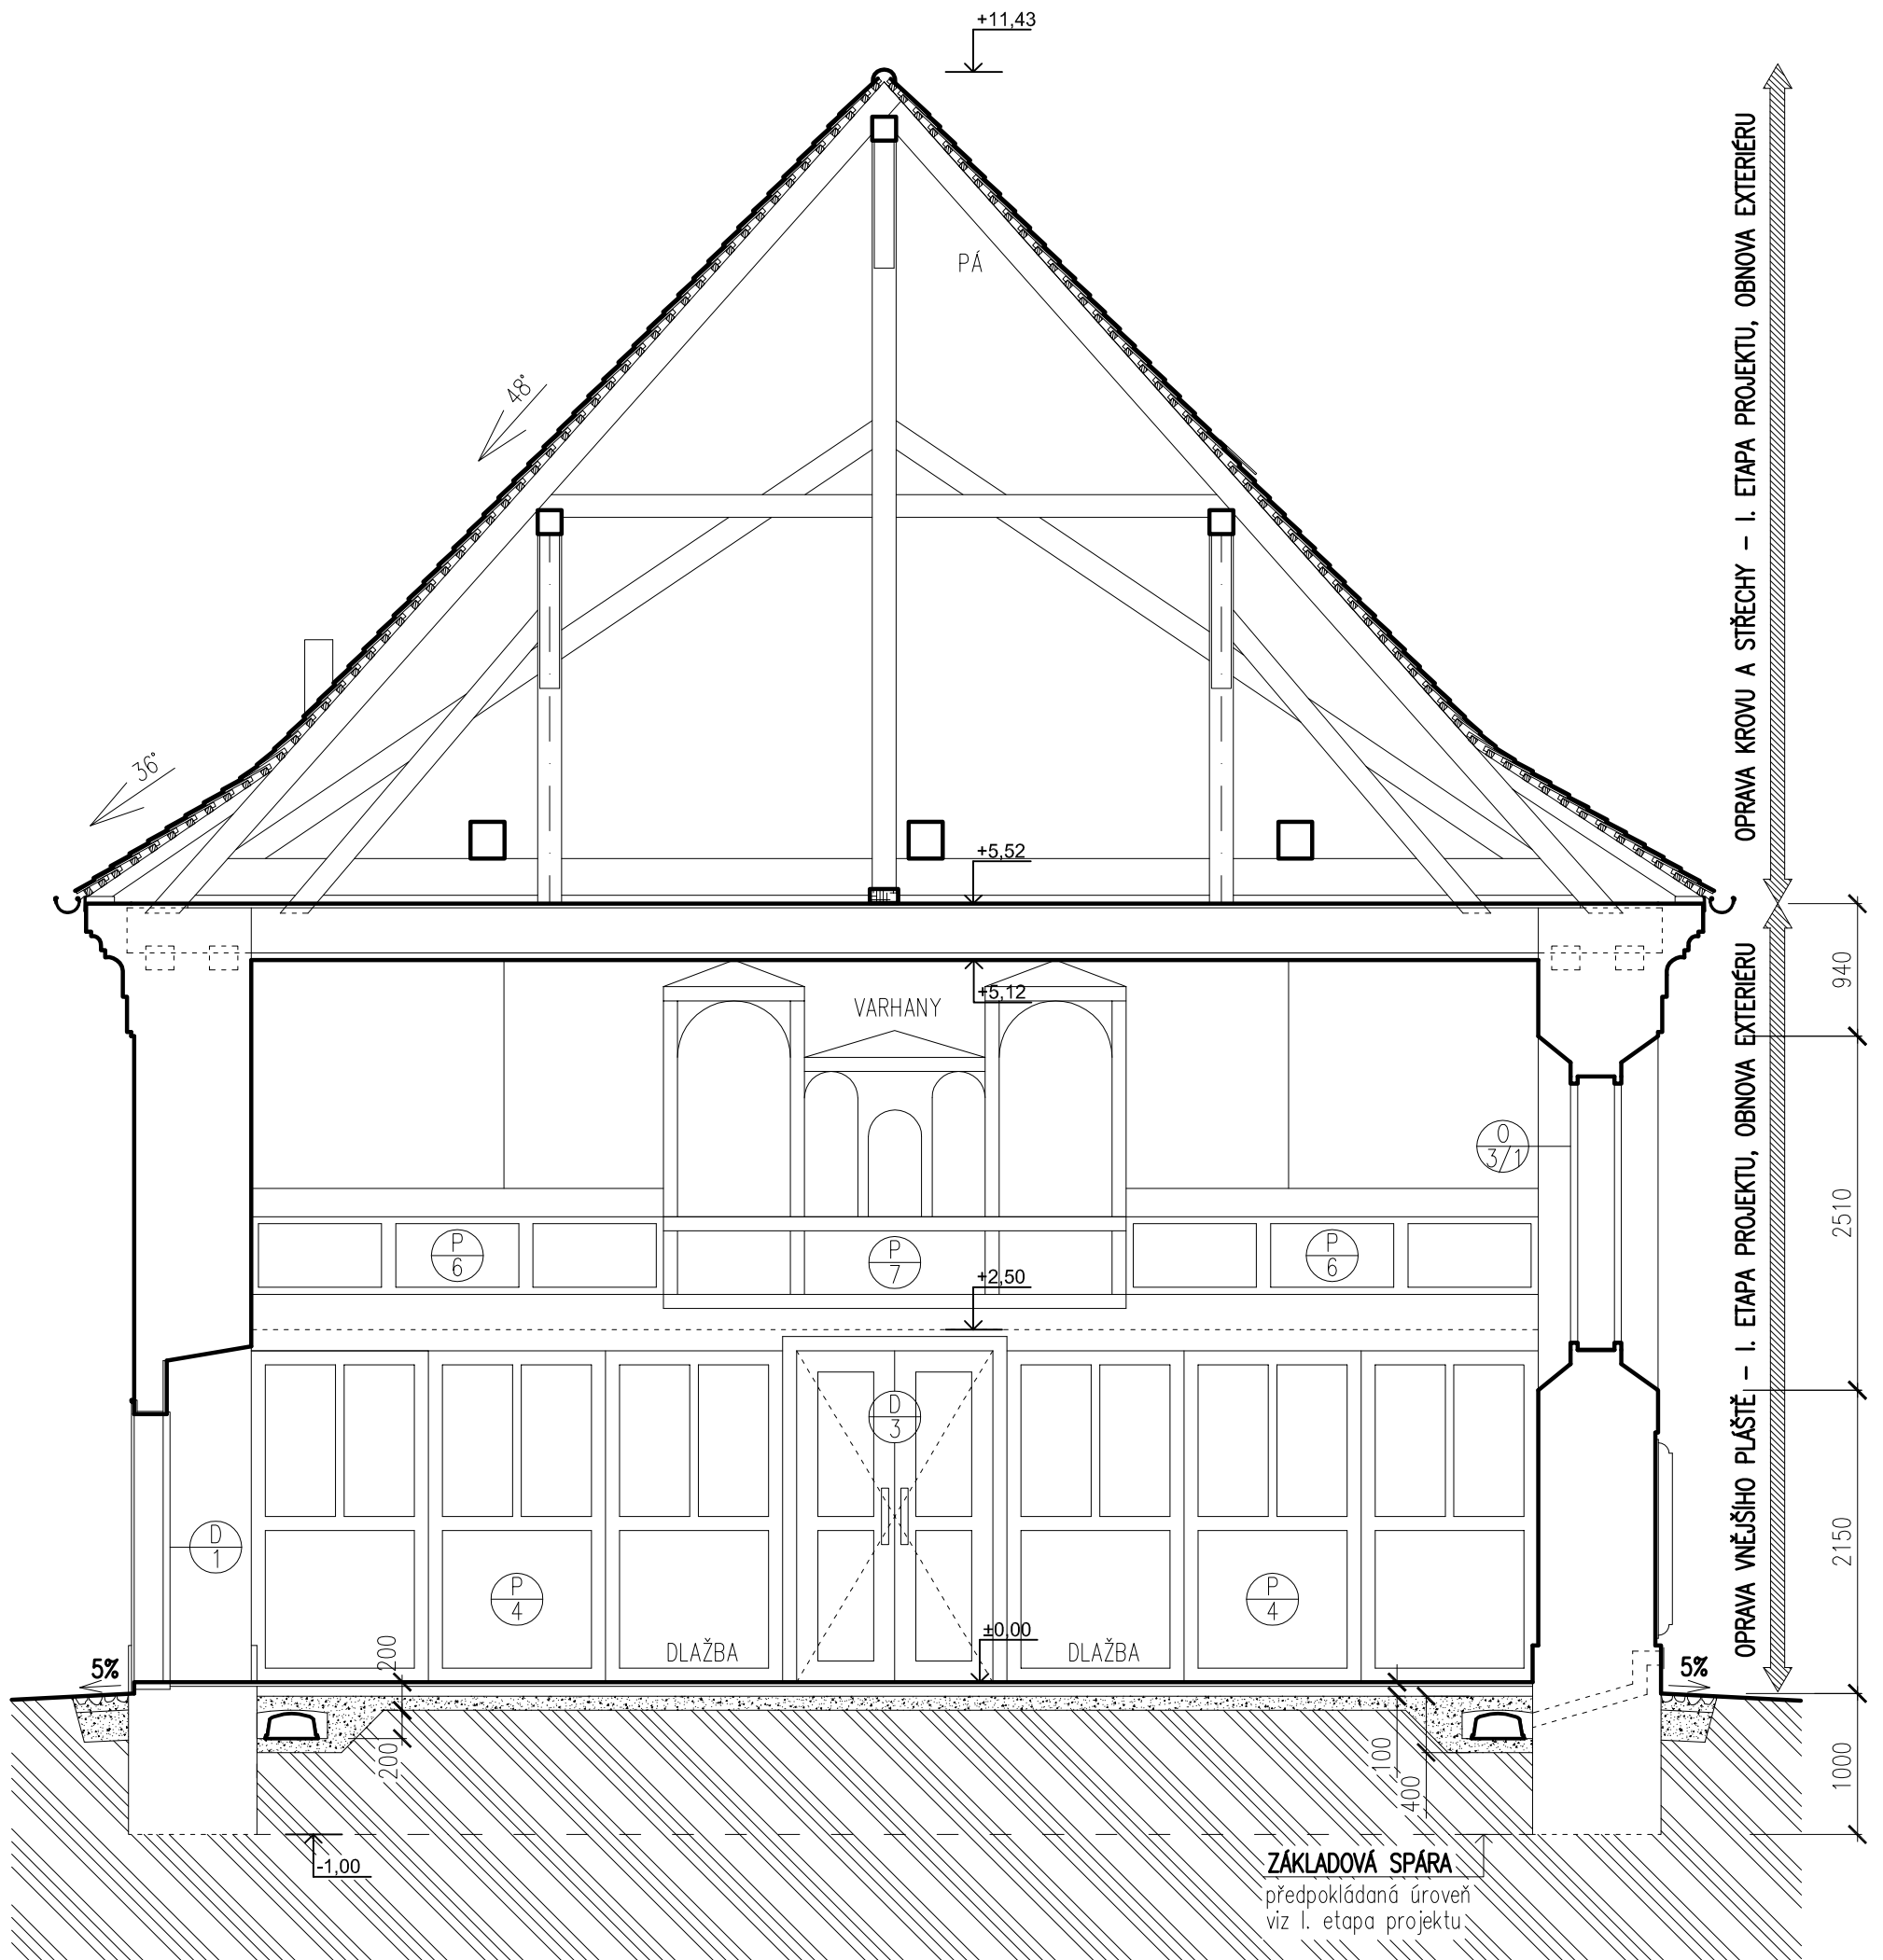 +11,43
PÁ
48°
36°
+5,52
+5,12
VARHANY
O
3/1
P
6
P
7
P
6
+2,50
D
3
D
1
P
4
P
4
DLAŽBA
DLAŽBA
±0,00
5%
5%
200
200
100
400
-1,00
ZÁKLADOVÁ SPÁRA
předpokládaná úroveň
viz I. etapa projektu
OPRAVA KROVU A STŘECHY – I. ETAPA PROJEKTU, OBNOVA EXTERIÉRU
OPRAVA VNĚJŠÍHO PLÁŠTĚ – I. ETAPA PROJEKTU, OBNOVA EXTERIÉRU
940
2510
2150
1000